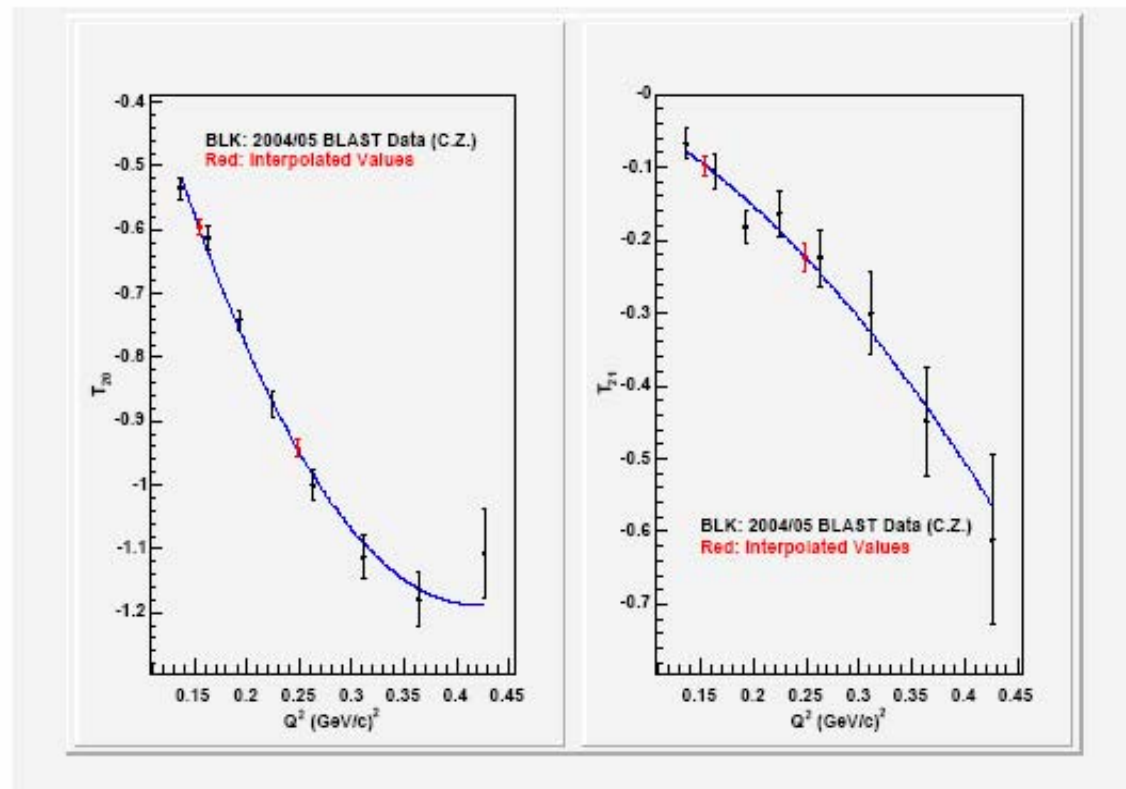 -0.4
-0.5
-0.6
-0.7
-0.8
-0.9
-1
-1.1
-1.2
T20
BLK: 2004/05 BLAST Data (C.Z.)
Red: Interpolated Values
0.15 0.2 0.25 0.3 0.35 0.4 0.45
Q² (GeV/c)²
-0
-0.1
-0.2
-0.3
-0.4
-0.5
-0.6
-0.7
T21
BLK: 2004/05 BLAST Data (C.Z.)
Red: Interpolated Values
0.15 0.2 0.25 0.3 0.35 0.4 0.45
Q² (GeV/c)²